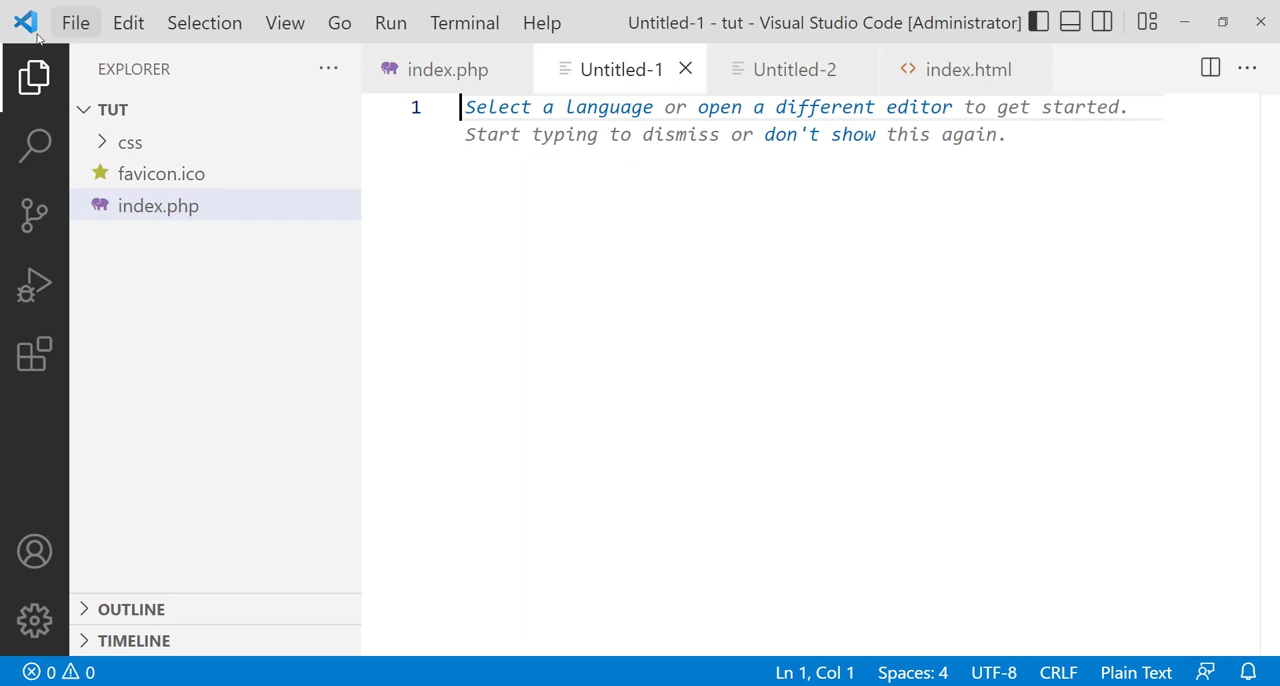 File Edit Selection View Go Run Terminal Help Untitled-1 - tut - Visual Studio Code [Administrator]
EXPLORER ··· index.php Untitled-1 Untitled-2 index.html ···
TUT
css
favicon.ico
index.php
1 Select a language or open a different editor to get started.
Start typing to dismiss or don't show this again.
OUTLINE
TIMELINE
0 0 Ln 1, Col 1 Spaces: 4 UTF-8 CRLF Plain Text